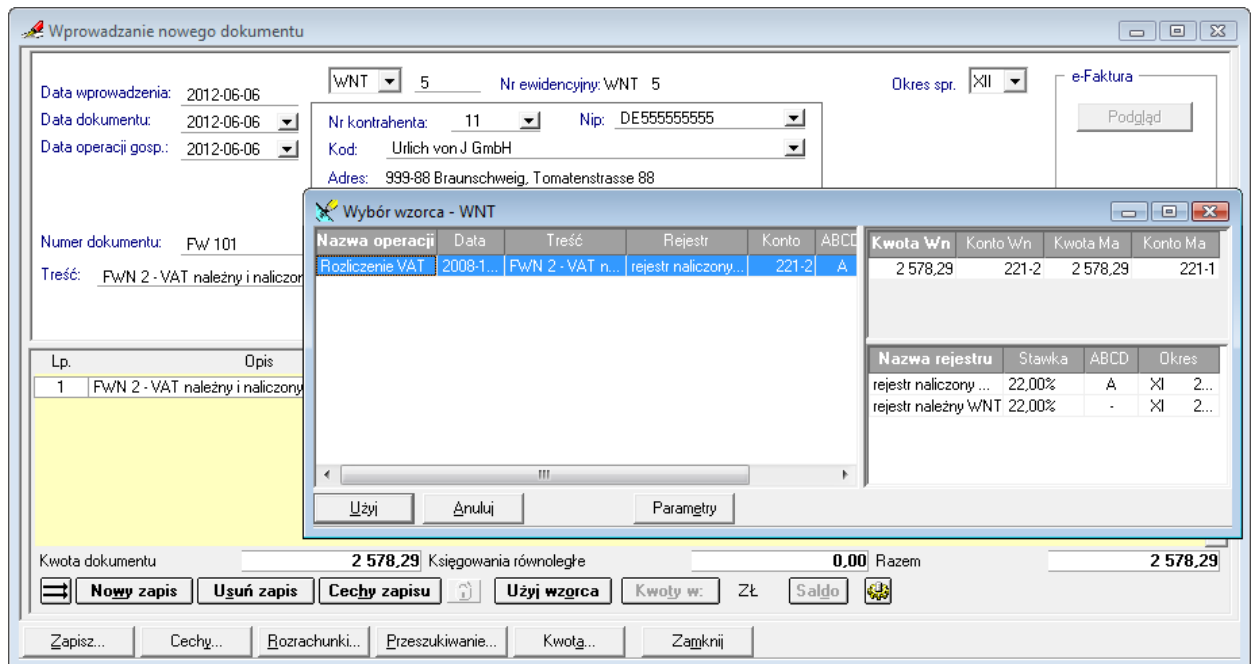 Wprowadzanie nowego dokumentu
WNT 5 Nr ewidencyjny: WNT 5 Okres spr. XII e-Faktura
Data wprowadzenia: 2012-06-06
Data dokumentu: 2012-06-06 Nr kontrahenta: 11 Nip: DE555555555 Podgląd
Data operacji gosp.: 2012-06-06 Kod: Urlich von J GmbH
Adres: 999-88 Braunschweig, Tomatenstrasse 88
Wybór wzorca - WNT
Numer dokumentu: FW 101
Treść: FWN 2 - VAT należny i naliczon
Nazwa operacji Data Treść Rejestr Konto ABCD
Rozliczenie VAT 2008-1... FWN 2 - VAT n... rejestr naliczony... 221-2 A
Kwota Wn Konto Wn Kwota Ma Konto Ma
2 578,29 221-2 2 578,29 221-1
Nazwa rejestru Stawka ABCD Okres
rejestr naliczony ... 22,00% A XI 2...
rejestr należny WNT 22,00% - XI 2...
Lp. Opis
1 FWN 2 - VAT należny i naliczony
Użyj Anuluj Parametry
Kwota dokumentu 2 578,29 Księgowania równoległe 0,00 Razem 2 578,29
Nowy zapis Usuń zapis Cechy zapisu Użyj wzorca Kwoty w: ZŁ Saldo
Zapisz... Cechy... Rozrachunki... Przeszukiwanie... Kwota... Zamknij